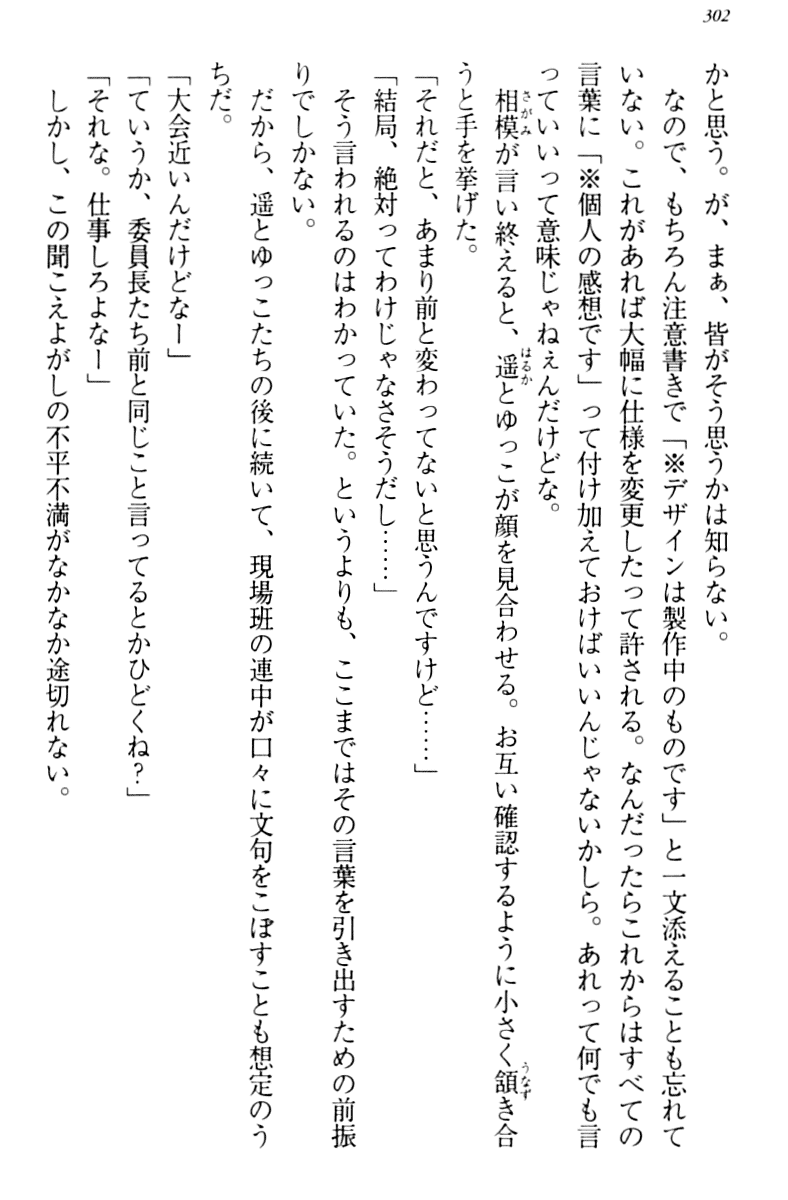 302
かと思う。が、まぁ、皆がそう思うかは知らない。
なので、もちろん注意書きで「※デザインは製作中のものです」と一文添えることも忘れて
いない。これがあれば大幅に仕様を変更したって許される。なんだったらこれからはすべての
言葉に「※個人の感想です」って付け加えておけばいいんじゃないかしら。あれって何でも言
っていいって意味じゃねぇんだけどな。
相模が言い終えると、遥とゆっこが顔を見合わせる。お互い確認するように小さく頷き合
うと手を挙げた。
「それだと、あまり前と変わってないと思うんですけど……」
「結局、絶対ってわけじゃなさそうだし……」
そう言われるのはわかっていた。というよりも、ここまではその言葉を引き出すための前振
りでしかない。
だから、遥とゆっこたちの後に続いて、現場班の連中が口々に文句をこぼすことも想定のう
ちだ。
「大会近いんだけどなー」
「ていうか、委員長たち前と同じこと言ってるとかひどくね？」
「それな。仕事しろよなー」
しかし、この聞こえよがしの不平不満がなかなか途切れない。